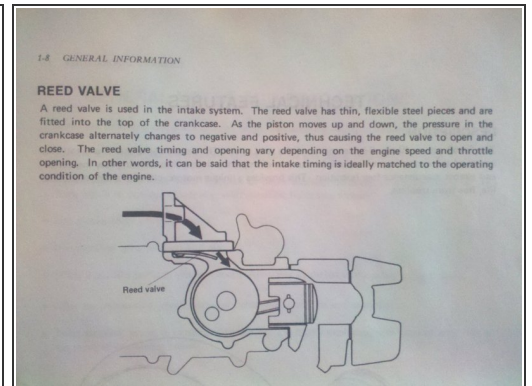 1-8 GENERAL INFORMATION
REED VALVE
A reed valve is used in the intake system. The reed valve has thin, flexible steel pieces and are
fitted into the top of the crankcase. As the piston moves up and down, the pressure in the
crankcase alternately changes to negative and positive, thus causing the reed valve to open and
close. The reed valve timing and opening vary depending on the engine speed and throttle
opening. In other words, it can be said that the intake timing is ideally matched to the operating
condition of the engine.
Reed valve